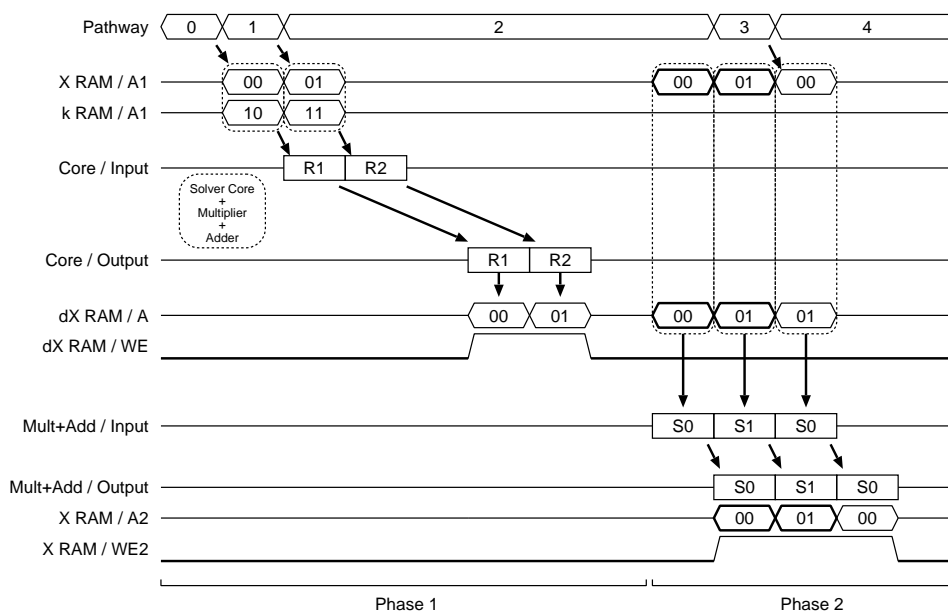 Pathway 0 1 2 3 4
X RAM / A1 00 01 00 01 00
k RAM / A1 10 11
Core / Input R1 R2
Solver Core
+
Multiplier
+
Adder
Core / Output R1 R2
dX RAM / A 00 01 00 01 01
dX RAM / WE
Mult+Add / Input S0 S1 S0
Mult+Add / Output S0 S1 S0
X RAM / A2 00 01 00
X RAM / WE2
Phase 1 Phase 2